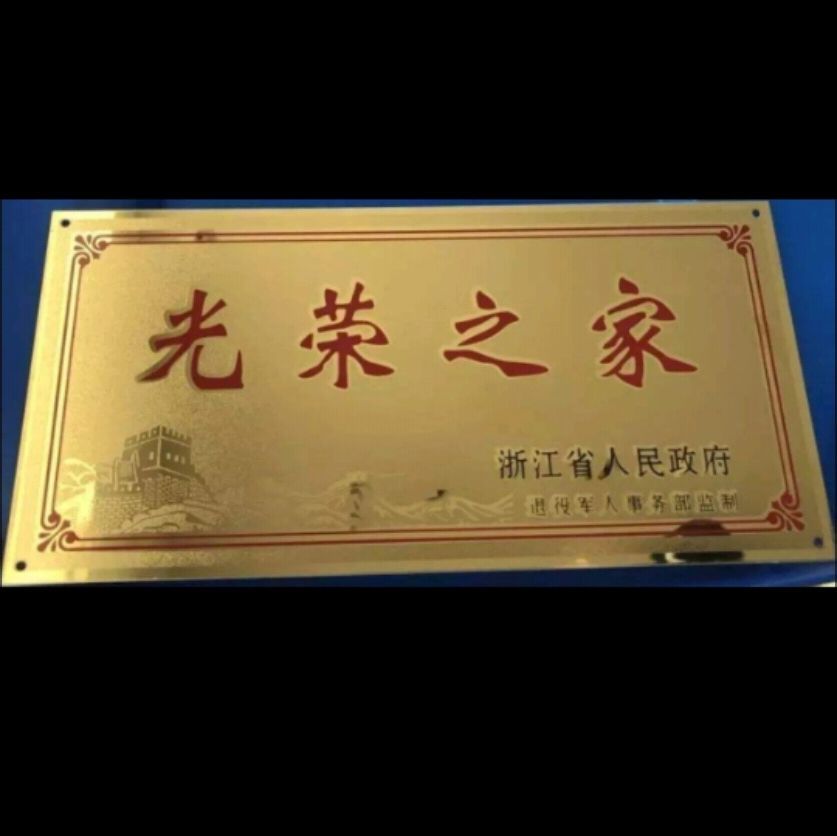 光荣之家
浙江省人民政府
退役军人事务部监制